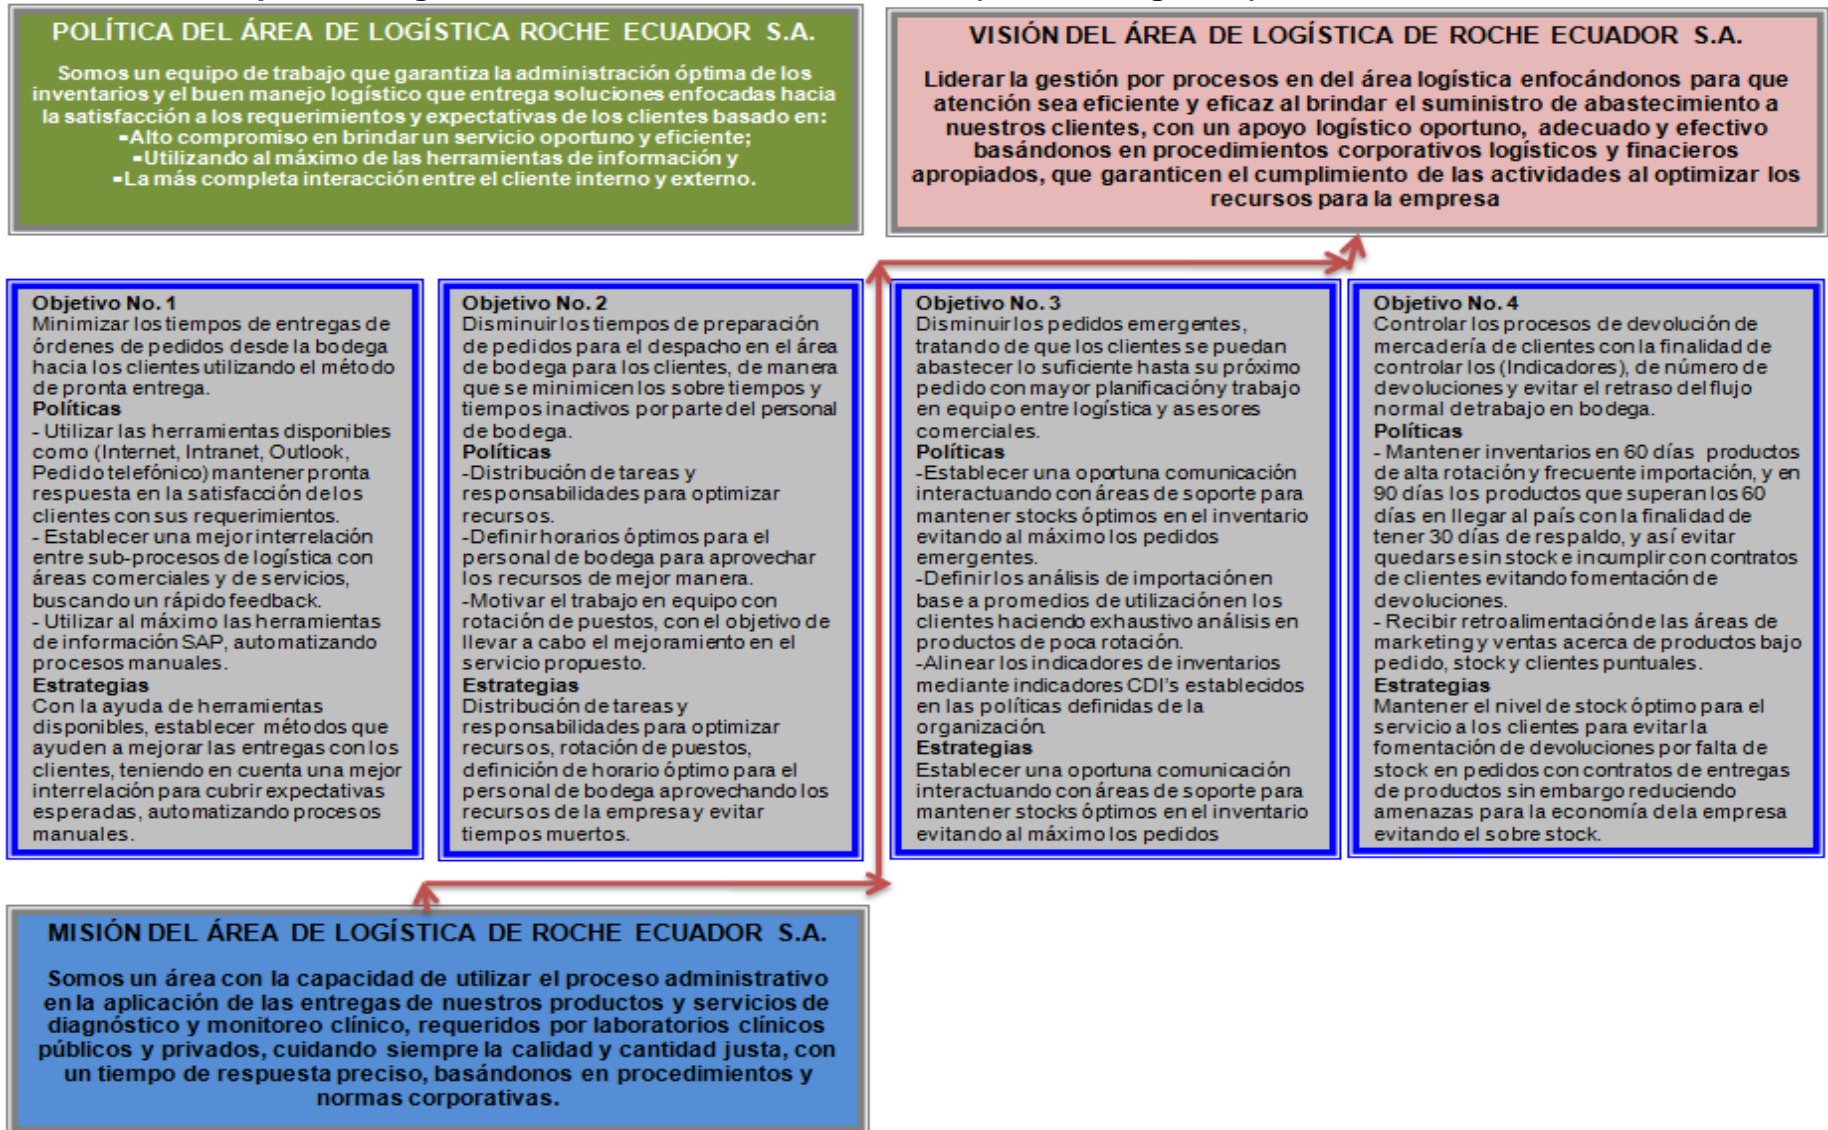 POLÍTICA DEL ÁREA DE LOGÍSTICA ROCHE ECUADOR S.A.
Somos un equipo de trabajo que garantiza la administración óptima de los
inventarios y el buen manejo logístico que entrega soluciones enfocadas hacia
la satisfacción a los requerimientos y expectativas de los clientes basado en:
▪Alto compromiso en brindar un servicio oportuno y eficiente;
▪Utilizando al máximo de las herramientas de información y
▪La más completa interacción entre el cliente interno y externo.
VISIÓN DEL ÁREA DE LOGÍSTICA DE ROCHE ECUADOR S.A.
Liderar la gestión por procesos en del área logística enfocándonos para que
atención sea eficiente y eficaz al brindar el suministro de abastecimiento a
nuestros clientes, con un apoyo logístico oportuno, adecuado y efectivo
basándonos en procedimientos corporativos logísticos y finacieros
apropiados, que garanticen el cumplimiento de las actividades al optimizar los
recursos para la empresa
Objetivo No. 1
Minimizar los tiempos de entregas de
órdenes de pedidos desde la bodega
hacia los clientes utilizando el método
de pronta entrega.
Políticas
- Utilizar las herramientas disponibles
como (Internet, Intranet, Outlook,
Pedido telefónico) mantener pronta
respuesta en la satisfacción de los
clientes con sus requerimientos.
- Establecer una mejor interrelación
entre sub-procesos de logística con
áreas comerciales y de servicios,
buscando un rápido feedback.
- Utilizar al máximo las herramientas
de información SAP, automatizando
procesos manuales.
Estrategias
Con la ayuda de herramientas
disponibles, establecer métodos que
ayuden a mejorar las entregas con los
clientes, teniendo en cuenta una mejor
interrelación para cubrir expectativas
esperadas, automatizando procesos
manuales.
Objetivo No. 2
Disminuir los tiempos de preparación
de pedidos para el despacho en el área
de bodega para los clientes, de manera
que se minimicen los sobre tiempos y
tiempos inactivos por parte del personal
de bodega.
Políticas
-Distribución de tareas y
responsabilidades para optimizar
recursos.
-Definir horarios óptimos para el
personal de bodega para aprovechar
los recursos de mejor manera.
-Motivar el trabajo en equipo con
rotación de puestos, con el objetivo de
llevar a cabo el mejoramiento en el
servicio propuesto.
Estrategias
Distribución de tareas y
responsabilidades para optimizar
recursos, rotación de puestos,
definición de horario óptimo para el
personal de bodega aprovechando los
recursos de la empresa y evitar
tiempos muertos.
Objetivo No. 3
Disminuir los pedidos emergentes,
tratando de que los clientes se puedan
abastecer lo suficiente hasta su próximo
pedido con mayor planificación y trabajo
en equipo entre logística y asesores
comerciales.
Políticas
-Establecer una oportuna comunicación
interactuando con áreas de soporte para
mantener stocks óptimos en el inventario
evitando al máximo los pedidos
emergentes.
-Definir los análisis de importación en
base a promedios de utilización en los
clientes haciendo exhaustivo análisis en
productos de poca rotación.
-Alinear los indicadores de inventarios
mediante indicadores CDI's establecidos
en las políticas definidas de la
organización.
Estrategias
Establecer una oportuna comunicación
interactuando con áreas de soporte para
mantener stocks óptimos en el inventario
evitando al máximo los pedidos
Objetivo No. 4
Controlar los procesos de devolución de
mercadería de clientes con la finalidad de
controlar los (Indicadores), de número de
devoluciones y evitar el retraso del flujo
normal de trabajo en bodega.
Políticas
- Mantener inventarios en 60 días productos
de alta rotación y frecuente importación, y en
90 días los productos que superan los 60
días en llegar al país con la finalidad de
tener 30 días de respaldo, y así evitar
quedarse sin stock e incumplir con contratos
de clientes evitando fomentación de
devoluciones.
- Recibir retroalimentación de las áreas de
marketing y ventas acerca de productos bajo
pedido, stock y clientes puntuales.
Estrategias
Mantener el nivel de stock óptimo para el
servicio a los clientes para evitar la
fomentación de devoluciones por falta de
stock en pedidos con contratos de entregas
de productos sin embargo reduciendo
amenazas para la economía de la empresa
evitando el sobre stock.
MISIÓN DEL ÁREA DE LOGÍSTICA DE ROCHE ECUADOR S.A.
Somos un área con la capacidad de utilizar el proceso administrativo
en la aplicación de las entregas de nuestros productos y servicios de
diagnóstico y monitoreo clínico, requeridos por laboratorios clínicos
públicos y privados, cuidando siempre la calidad y cantidad justa, con
un tiempo de respuesta preciso, basándonos en procedimientos y
normas corporativas.